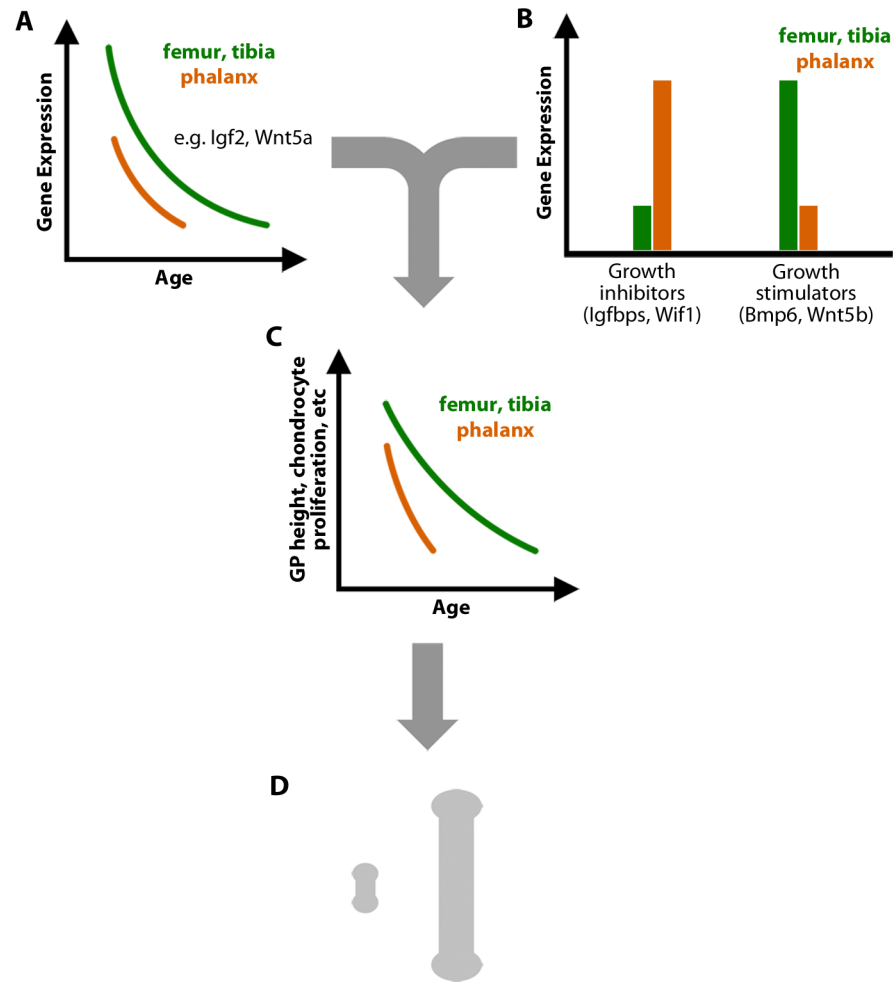 A
femur, tibia
phalanx
e.g. Igf2, Wnt5a
Gene Expression
Age
B
femur, tibia
phalanx
Gene Expression
Growth
inhibitors
(Igfbps, Wif1)
Growth
stimulators
(Bmp6, Wnt5b)
C
femur, tibia
phalanx
GP height, chondrocyte
proliferation, etc
Age
D